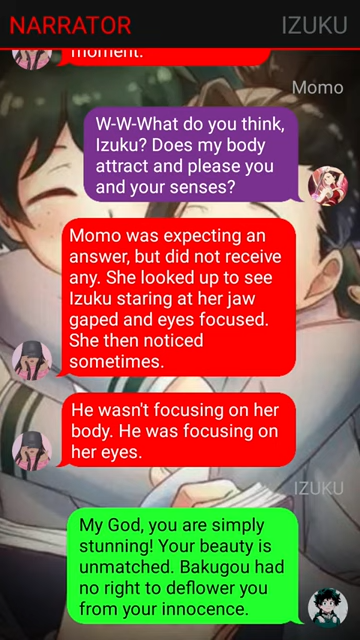 NARRATOR IZUKU
moment.
Momo
W-W-What do you think,
Izuku? Does my body
attract and please you
and your senses?
Momo was expecting an
answer, but did not receive
any. She looked up to see
Izuku staring at her jaw
gaped and eyes focused.
She then noticed
sometimes.
He wasn't focusing on her
body. He was focusing on
her eyes.
IZUKU
My God, you are simply
stunning! Your beauty is
unmatched. Bakugou had
no right to deflower you
from your innocence.